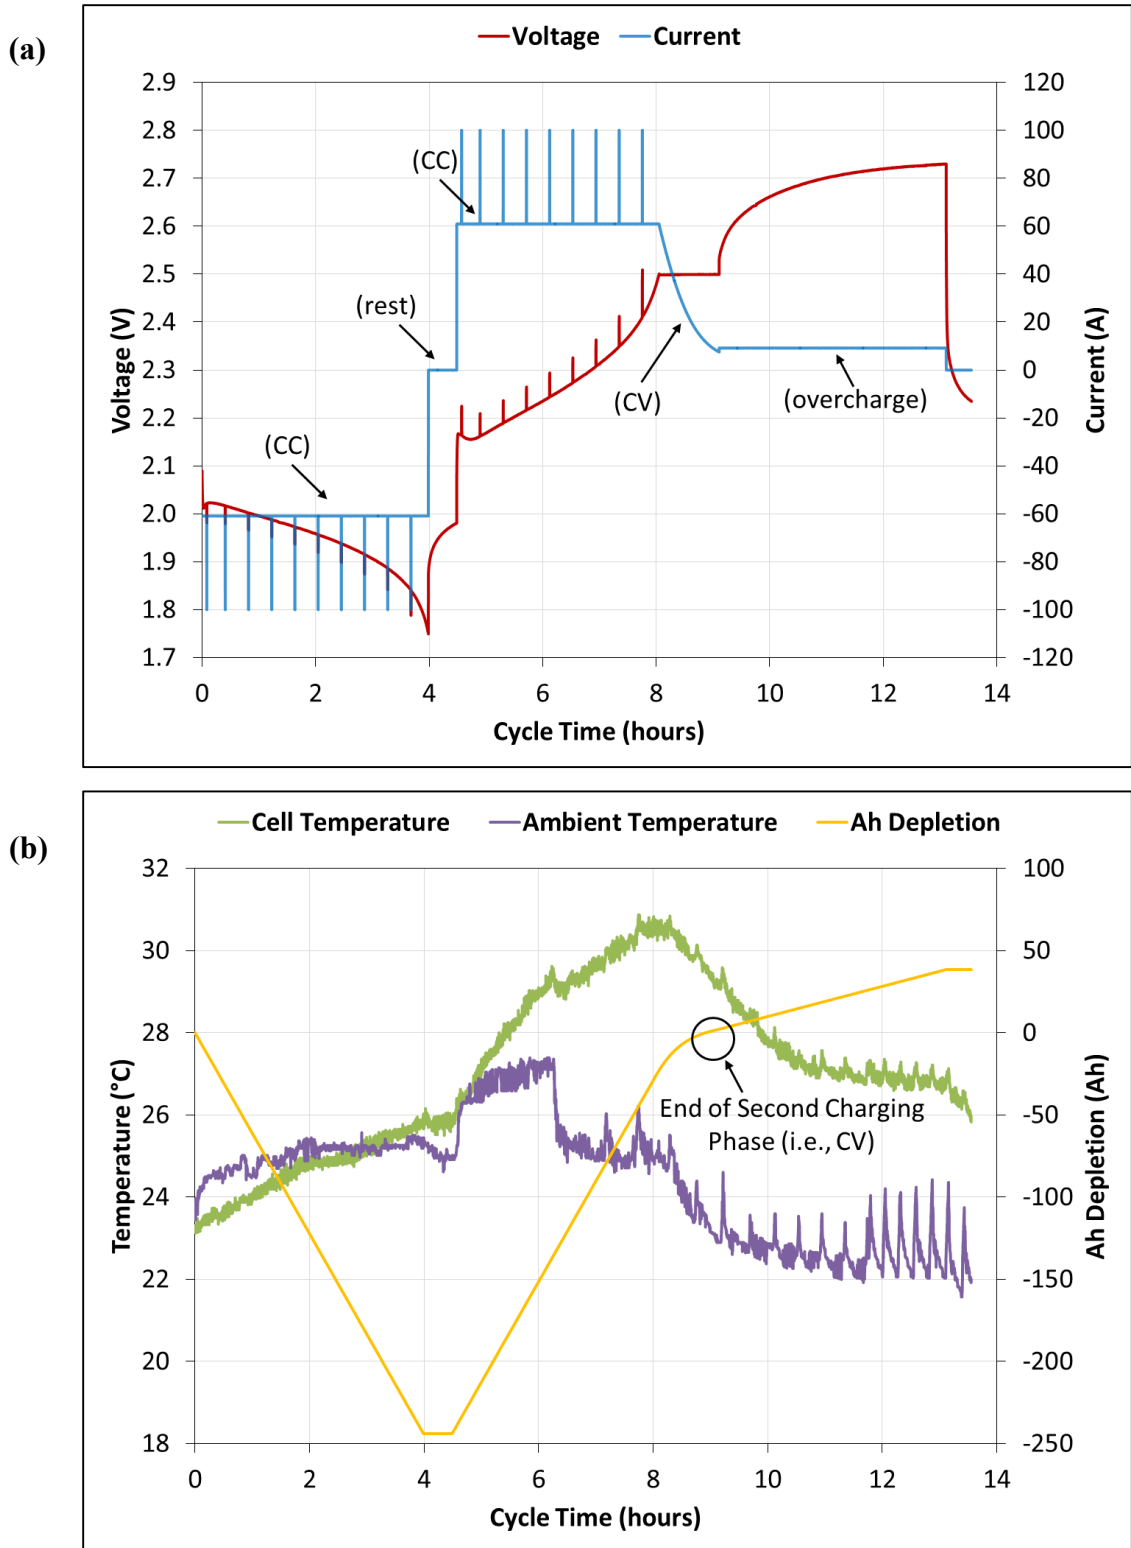 (a)
Voltage Current
2.9
2.8
2.7
2.6
2.5
2.4
2.3
2.2
2.1
2.0
1.9
1.8
1.7
Voltage (V)
120
100
80
60
40
20
0
-20
-40
-60
-80
-100
-120
Current (A)
(CC)
(rest)
(CC)
(CV)
(overcharge)
0 2 4 6 8 10 12 14
Cycle Time (hours)
(b)
Cell Temperature Ambient Temperature Ah Depletion
32
30
28
26
24
22
20
18
Temperature (°C)
100
50
0
-50
-100
-150
-200
-250
Ah Depletion (Ah)
End of Second Charging
Phase (i.e., CV)
0 2 4 6 8 10 12 14
Cycle Time (hours)